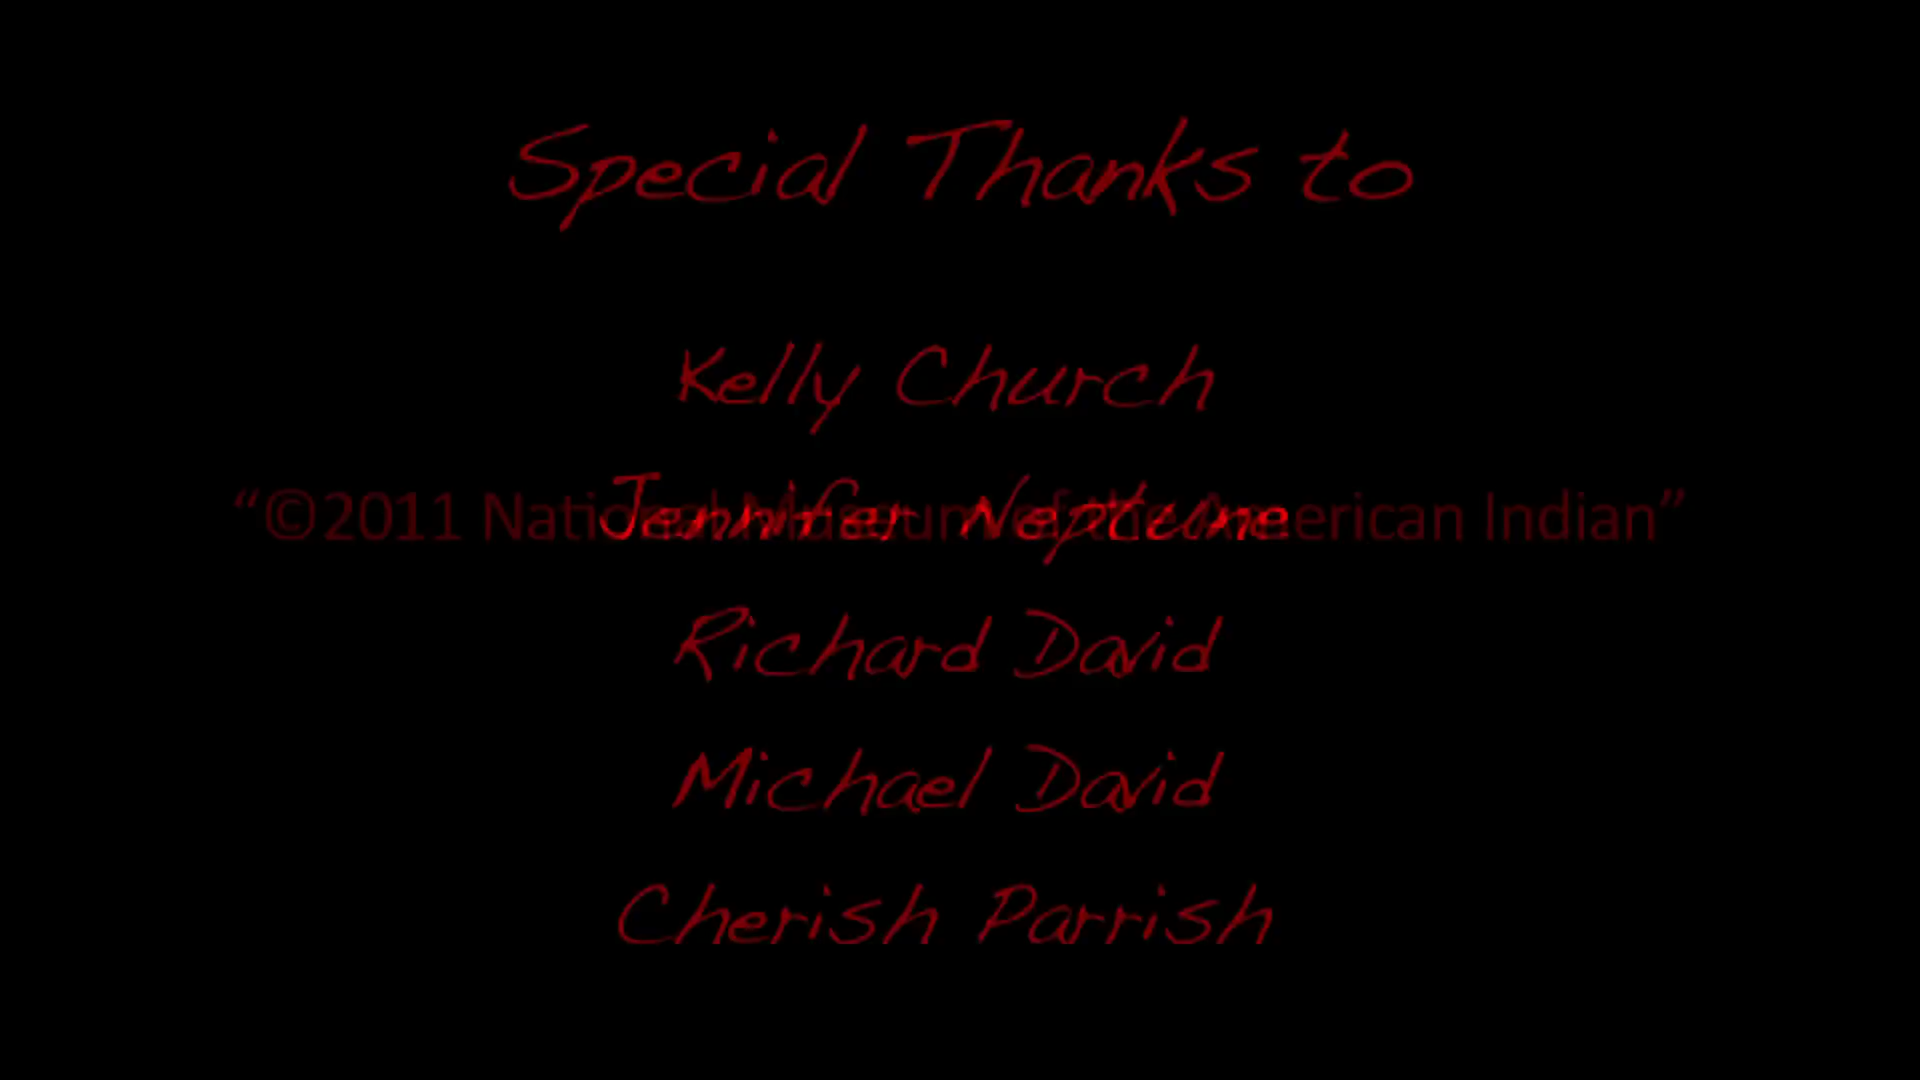 Special Thanks to
Kelly Church
Jennifer Neptune
“©2011 National Museum of the American Indian”
Richard David
Michael David
Cherish Parrish